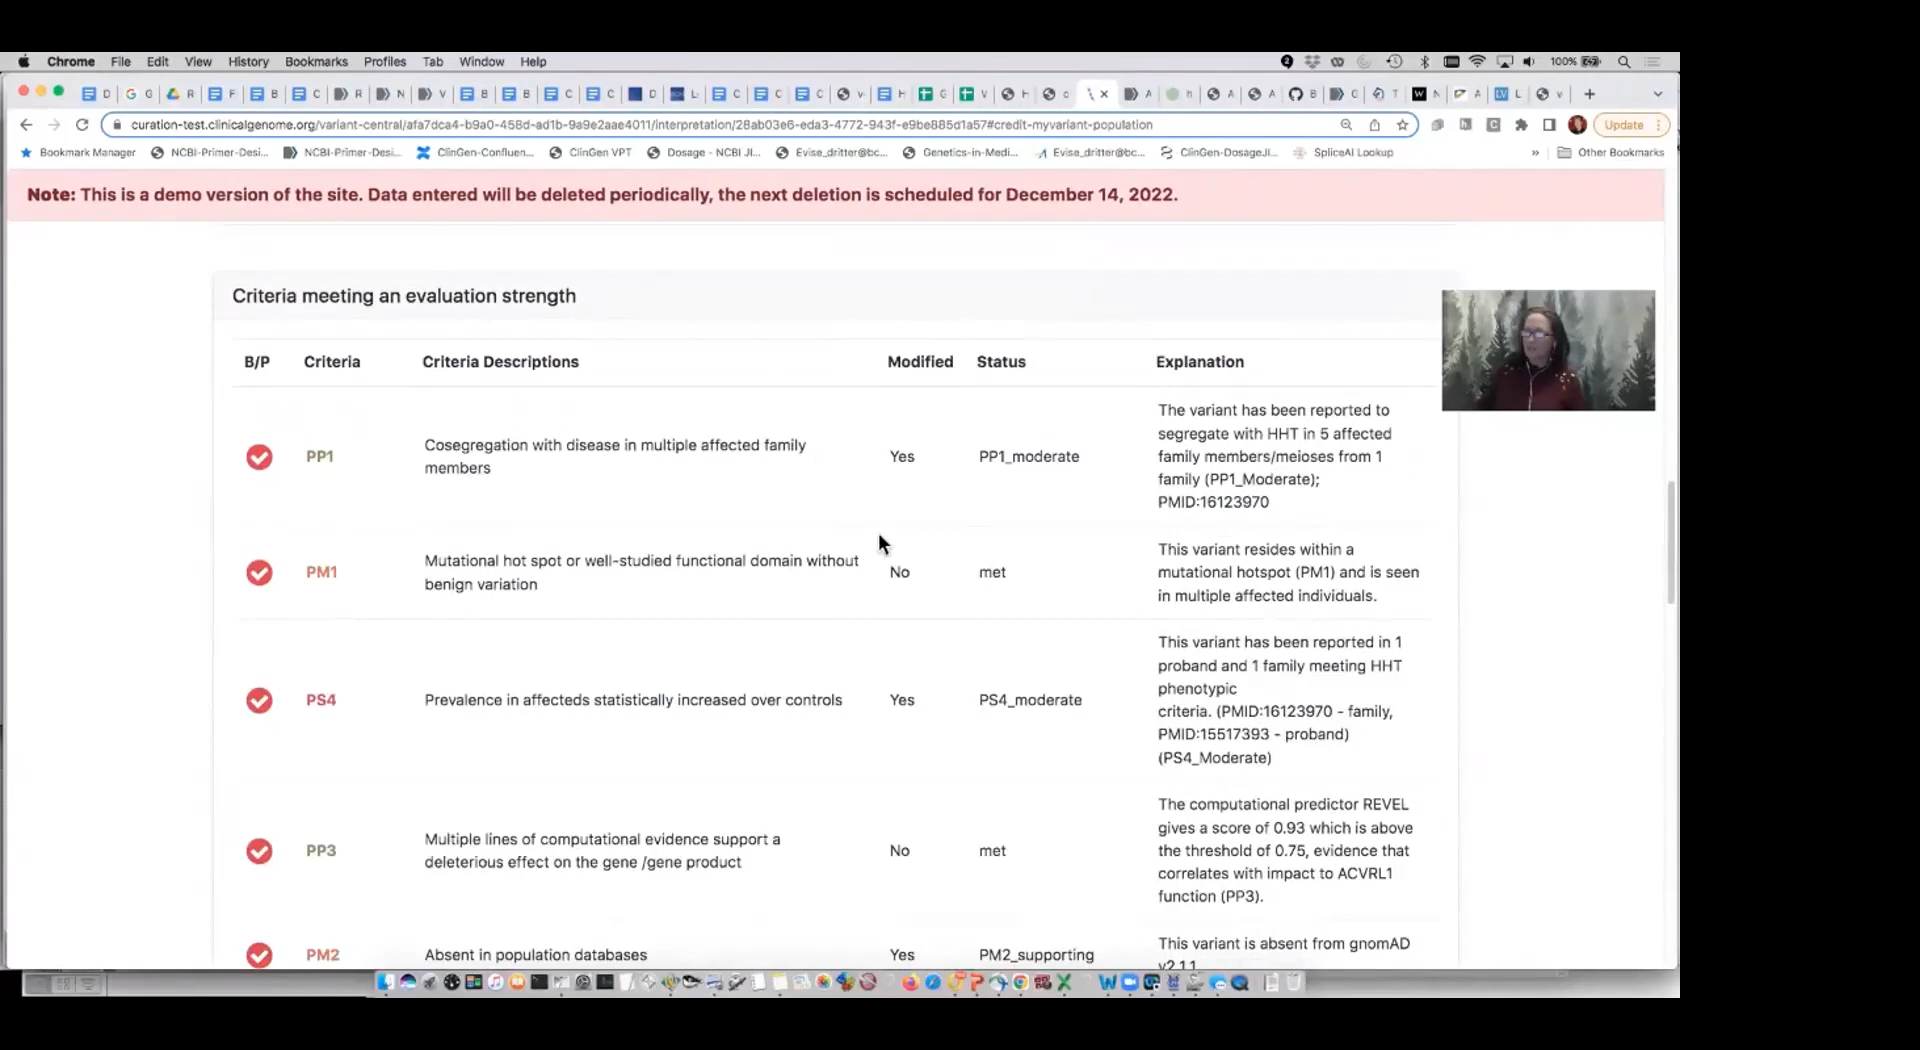 Chrome File Edit View History Bookmarks Profiles Tab Window Help 100%
curation-test.clinicalgenome.org/variant-central/afa7dca4-b9a0-458d-ad1b-9a9e2aae4011/interpretation/28ab03e6-eda3-4772-943f-e9be885d1a57#credit-myvariant-population Update
Bookmark Manager NCBI-Primer-Desi... NCBI-Primer-Desi... ClinGen-Confluen... ClinGen VPT Dosage - NCBI JI... Evise_dritter@bc... Genetics-in-Medi... Evise_dritter@bc... ClinGen-DosageJI... SpliceAI Lookup » Other Bookmarks
Note: This is a demo version of the site. Data entered will be deleted periodically, the next deletion is scheduled for December 14, 2022.
Criteria meeting an evaluation strength
B/P Criteria Criteria Descriptions Modified Status Explanation
PP1
Cosegregation with disease in multiple affected family
members
Yes
PP1_moderate
The variant has been reported to
segregate with HHT in 5 affected
family members/meioses from 1
family (PP1_Moderate);
PMID:16123970
PM1
Mutational hot spot or well-studied functional domain without
benign variation
No
met
This variant resides within a
mutational hotspot (PM1) and is seen
in multiple affected individuals.
PS4
Prevalence in affecteds statistically increased over controls
Yes
PS4_moderate
This variant has been reported in 1
proband and 1 family meeting HHT
phenotypic
criteria. (PMID:16123970 - family,
PMID:15517393 - proband)
(PS4_Moderate)
PP3
Multiple lines of computational evidence support a
deleterious effect on the gene /gene product
No
met
The computational predictor REVEL
gives a score of 0.93 which is above
the threshold of 0.75, evidence that
correlates with impact to ACVRL1
function (PP3).
PM2
Absent in population databases
Yes
PM2_supporting
This variant is absent from gnomAD
v2.1.1